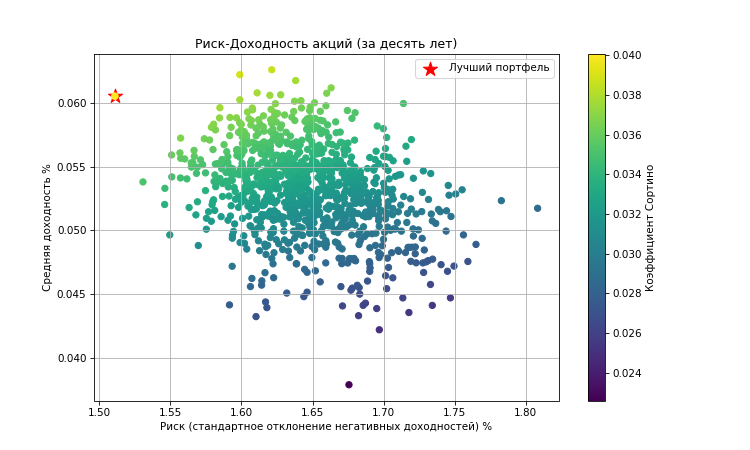 Риск-Доходность акций (за десять лет)
Лучший портфель
Средняя доходность %
0.060
0.055
0.050
0.045
0.040
1.50 1.55 1.60 1.65 1.70 1.75 1.80
Риск (стандартное отклонение негативных доходностей) %
0.040
0.038
0.036
0.034
0.032
0.030
0.028
0.026
0.024
Коэффициент Сортино